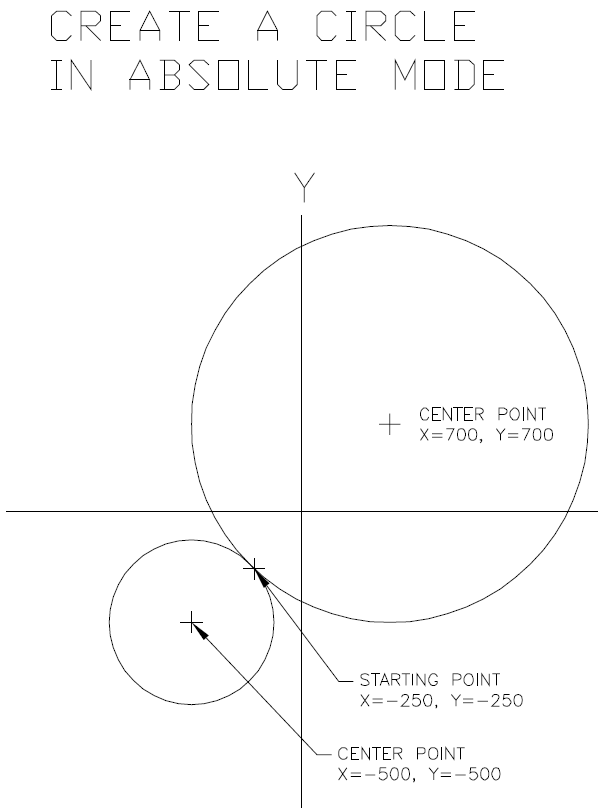 CREATE A CIRCLE
IN ABSOLUTE MODE
Y
CENTER POINT
X=700, Y=700
STARTING POINT
X=-250, Y=-250
CENTER POINT
X=-500, Y=-500